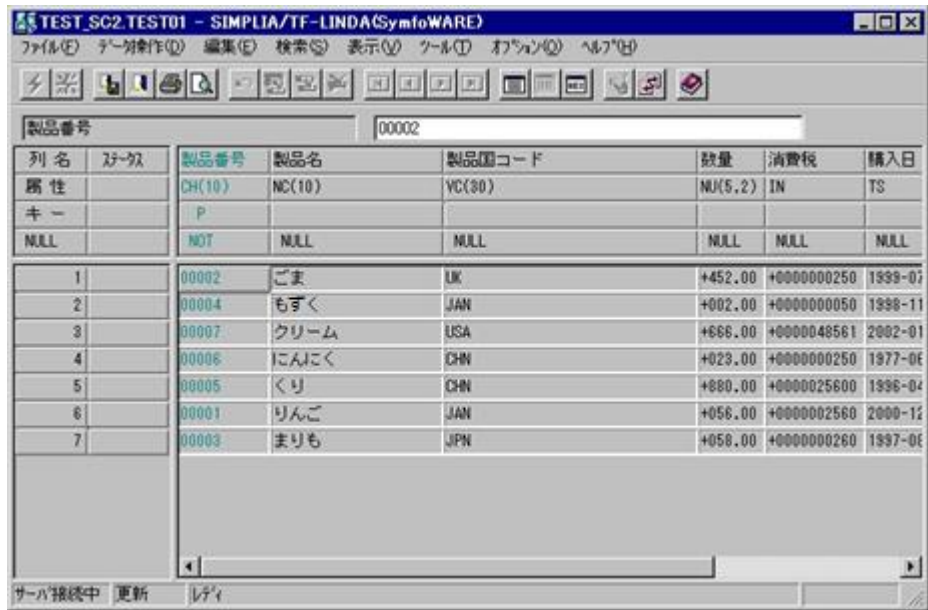 TEST_SC2.TEST01 - SIMPLIA/TF-LINDA(SymfoWARE)
ﾌｧｲﾙ(F) ﾃﾞｰﾀ操作(D) 編集(E) 検索(S) 表示(V) ﾂｰﾙ(T) ｵﾌﾟｼｮﾝ(O) ﾍﾙﾌﾟ(H)
製品番号 00002
列 名 ｽﾃｰﾀｽ 製品番号 製品名 製品国コード 数量 消費税 購入日
属 性 CH(10) NC(10) VC(30) NU(5,2) IN TS
キ ー P
NULL NOT NULL NULL NULL NULL NULL
1 00002 ごま UK +452.00 +0000000250 1999-07
2 00004 もずく JAN +002.00 +0000000050 1998-11
3 00007 クリーム USA +666.00 +0000048561 2002-01
4 00006 にんにく CHN +023.00 +0000000250 1977-06
5 00005 くり CHN +880.00 +0000025600 1996-04
6 00001 りんご JAN +056.00 +0000002560 2000-12
7 00003 まりも JPN +058.00 +0000000260 1997-08
ｻｰﾊﾞ接続中 更新 ﾚﾃﾞｨ